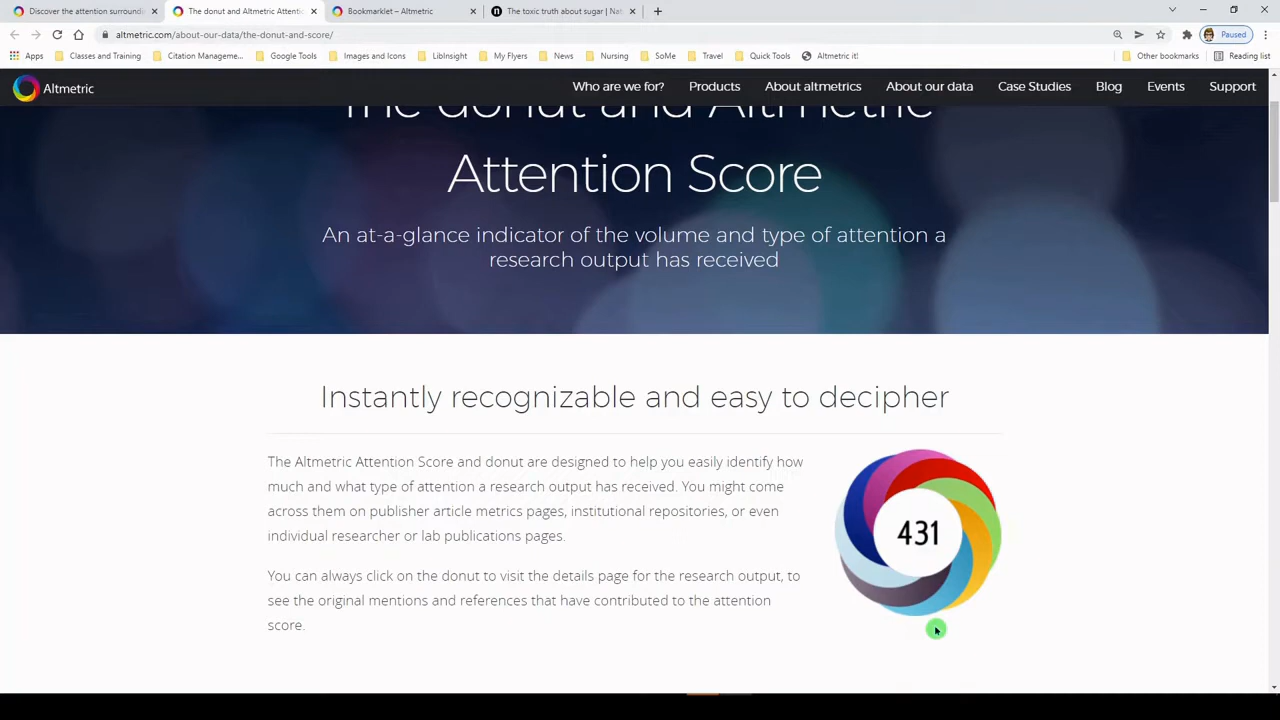 Discover the attention surroundi
The donut and Altmetric Attenti
Bookmarklet – Altmetric
The toxic truth about sugar | Nat
altmetric.com/about-our-data/the-donut-and-score/
Paused
Apps
Classes and Training
Citation Manageme...
Google Tools
Images and Icons
LibInsight
My Flyers
News
Nursing
SoMe
Travel
Quick Tools
Altmetric it!
Other bookmarks
Reading list
Altmetric
Who are we for?
Products
About altmetrics
About our data
Case Studies
Blog
Events
Support
The donut and Altmetric
Attention Score
An at-a-glance indicator of the volume and type of attention a
research output has received
Instantly recognizable and easy to decipher
The Altmetric Attention Score and donut are designed to help you easily identify how
much and what type of attention a research output has received. You might come
across them on publisher article metrics pages, institutional repositories, or even
individual researcher or lab publications pages.
431
You can always click on the donut to visit the details page for the research output, to
see the original mentions and references that have contributed to the attention
score.